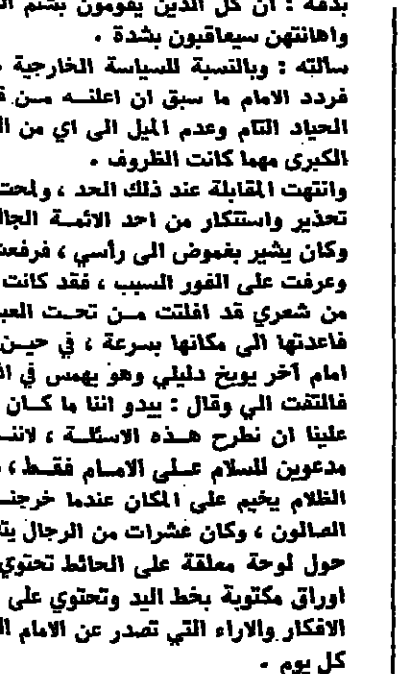 بدقة : ان كل الذين يقومون بشتم
واهانتهن سيعاقبون بشدة .
سألته : وبالنسبة للسياسة الخارجية
فردد الامام ما سبق ان اعلنه من
الحياد التام وعدم الميل الى اي من
الكبرى مهما كانت الظروف .
وانتهت المقابلة عند ذلك الحد ، ولمحت
تحذير واستنكار من احد الائمة
وكان يشير بغموض الى رأسي ، فرفعت
وعرفت على الفور السبب ، فقد كانت
من شعري قد افلتت من تحت
فاعدتها الى مكانها بسرعة ، في حين
امام آخر يوبخ دليلي وهو يهمس في
فالتفت الي وقال : يبدو اننا ما كان
علينا ان نطرح هذه الاسئلة ، لاننا
مدعوين للسلام على الامام فقط ،
الظلام يخيم على المكان عندما
الصالون ، وكان عشرات من الرجال
حول لوحة معلقة على الحائط تحتوي
اوراق مكتوبة بخط اليد وتحتوي على
الافكار والاراء التي تصدر عن الامام
كل يوم .